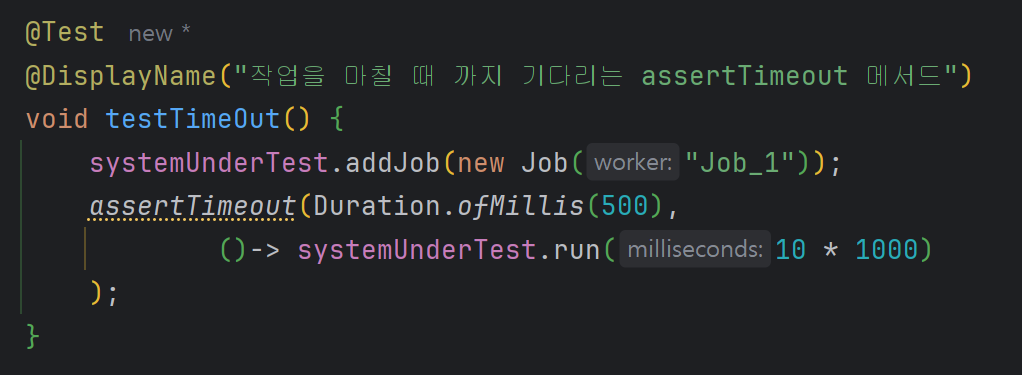 @Test new *
@DisplayName("작업을 마칠 때 까지 기다리는 assertTimeout 메서드")
void testTimeOut() {
systemUnderTest.addJob(new Job( worker: "Job_1"));
assertTimeout(Duration.ofMillis(500),
()-> systemUnderTest.run( milliseconds: 10 * 1000)
);
}